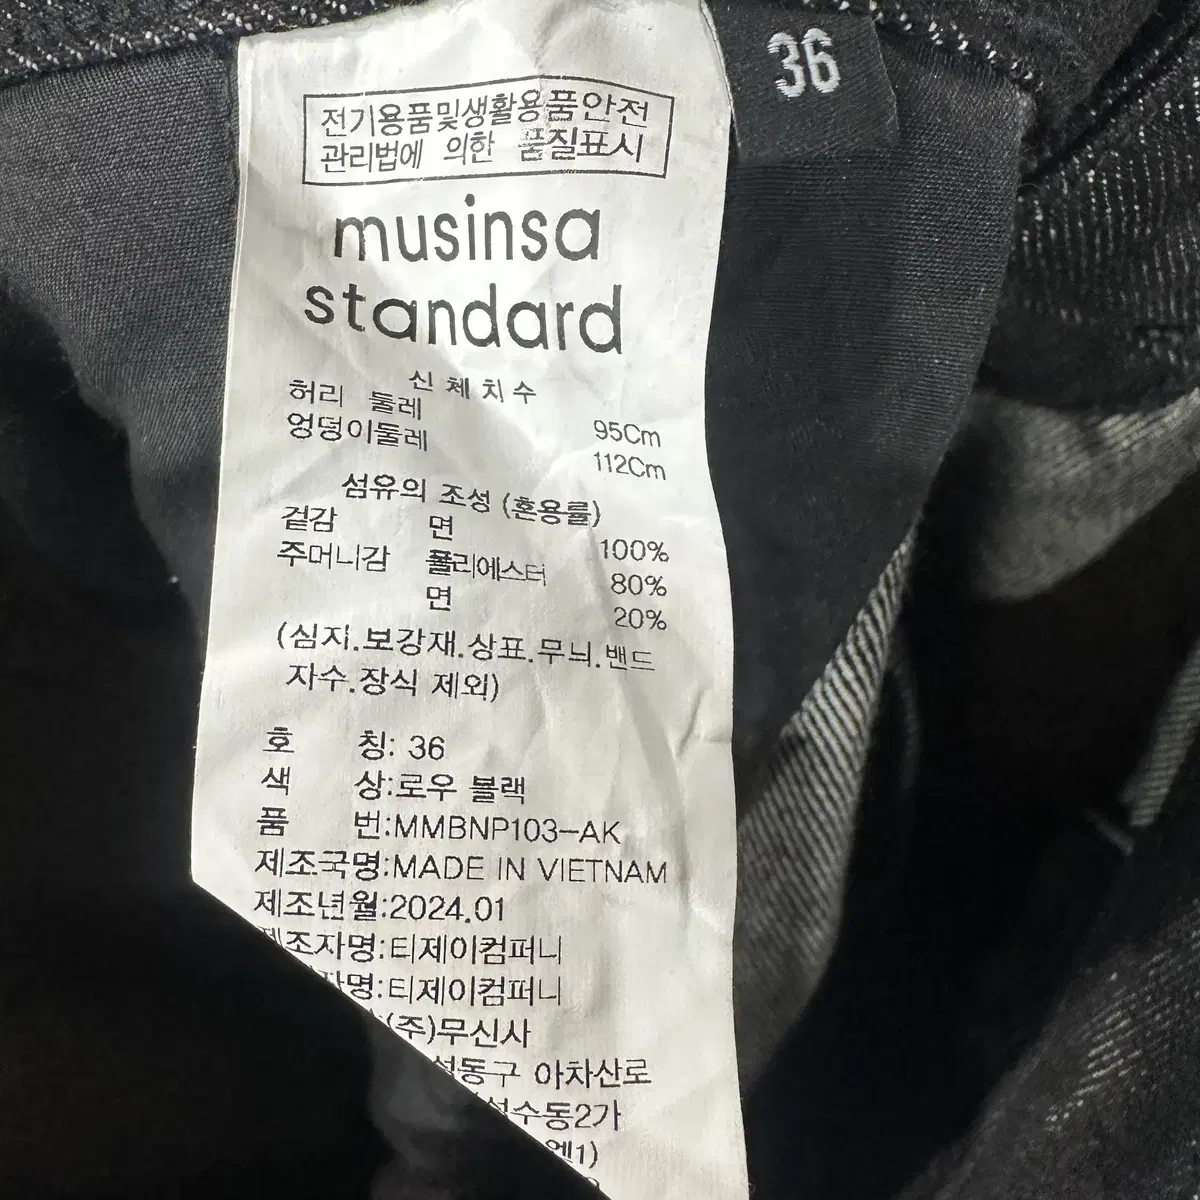 36
전기용품및생활용품안전
관리법에 의한 품질표시
musinsa
standard
신체치수
허리 둘레 95Cm
엉덩이둘레 112Cm
섬유의 조성 (혼용률)
겉감 면 100%
주머니감 폴리에스터 80%
면 20%
(심지.보강재.상표.무늬.밴드
자수.장식 제외)
호 칭: 36
색 상:로우 블랙
품 번:MMBNP103-AK
제조국명:MADE IN VIETNAM
제조년월:2024.01
제조자명:티제이컴퍼니
자명:티제이컴퍼니
(주)무신사
성동구 아차산로
(성수동2가
엔1)